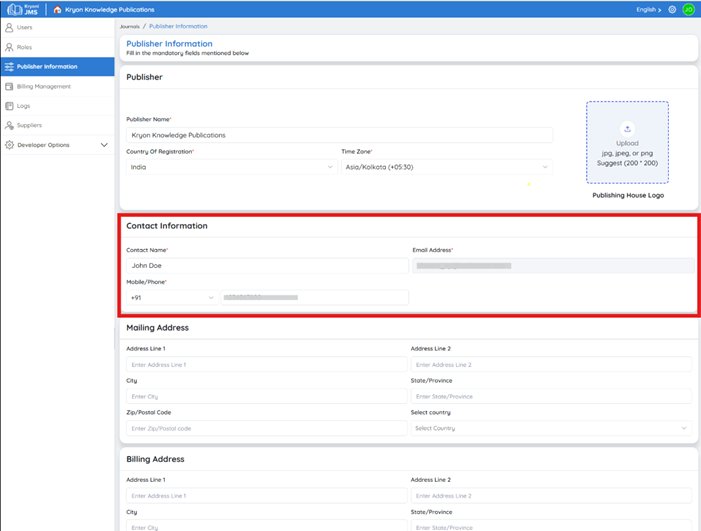 Kryoni
JMS
Kryon Knowledge Publications
English
JD
Users
Roles
Publisher Information
Billing Management
Logs
Suppliers
Developer Options
Journals / Publisher Information
Publisher Information
Fill in the mandatory fields mentioned below
Publisher
Publisher Name*
Kryon Knowledge Publications
Country Of Registration*
Time Zone*
India
Asia/Kolkata (+05:30)
Upload
jpg, jpeg, or png
Suggest (200 * 200)
Publishing House Logo
Contact Information
Contact Name*
Email Address*
John Doe
Mobile/Phone*
+91
Mailing Address
Address Line 1
Address Line 2
Enter Address Line 1
Enter Address Line 2
City
State/Province
Enter City
Enter State/Province
Zip/Postal Code
Select country
Enter Zip/Postal code
Select Country
Billing Address
Address Line 1
Address Line 2
Enter Address Line 1
Enter Address Line 2
City
State/Province
Enter City
Enter State/Province